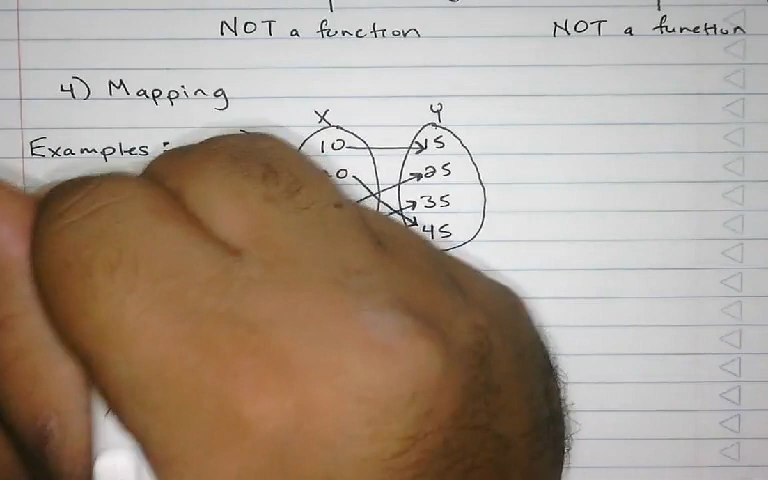 NOT a function NOT a function
4) Mapping
X Y
Examples: 10 15
25
35
45